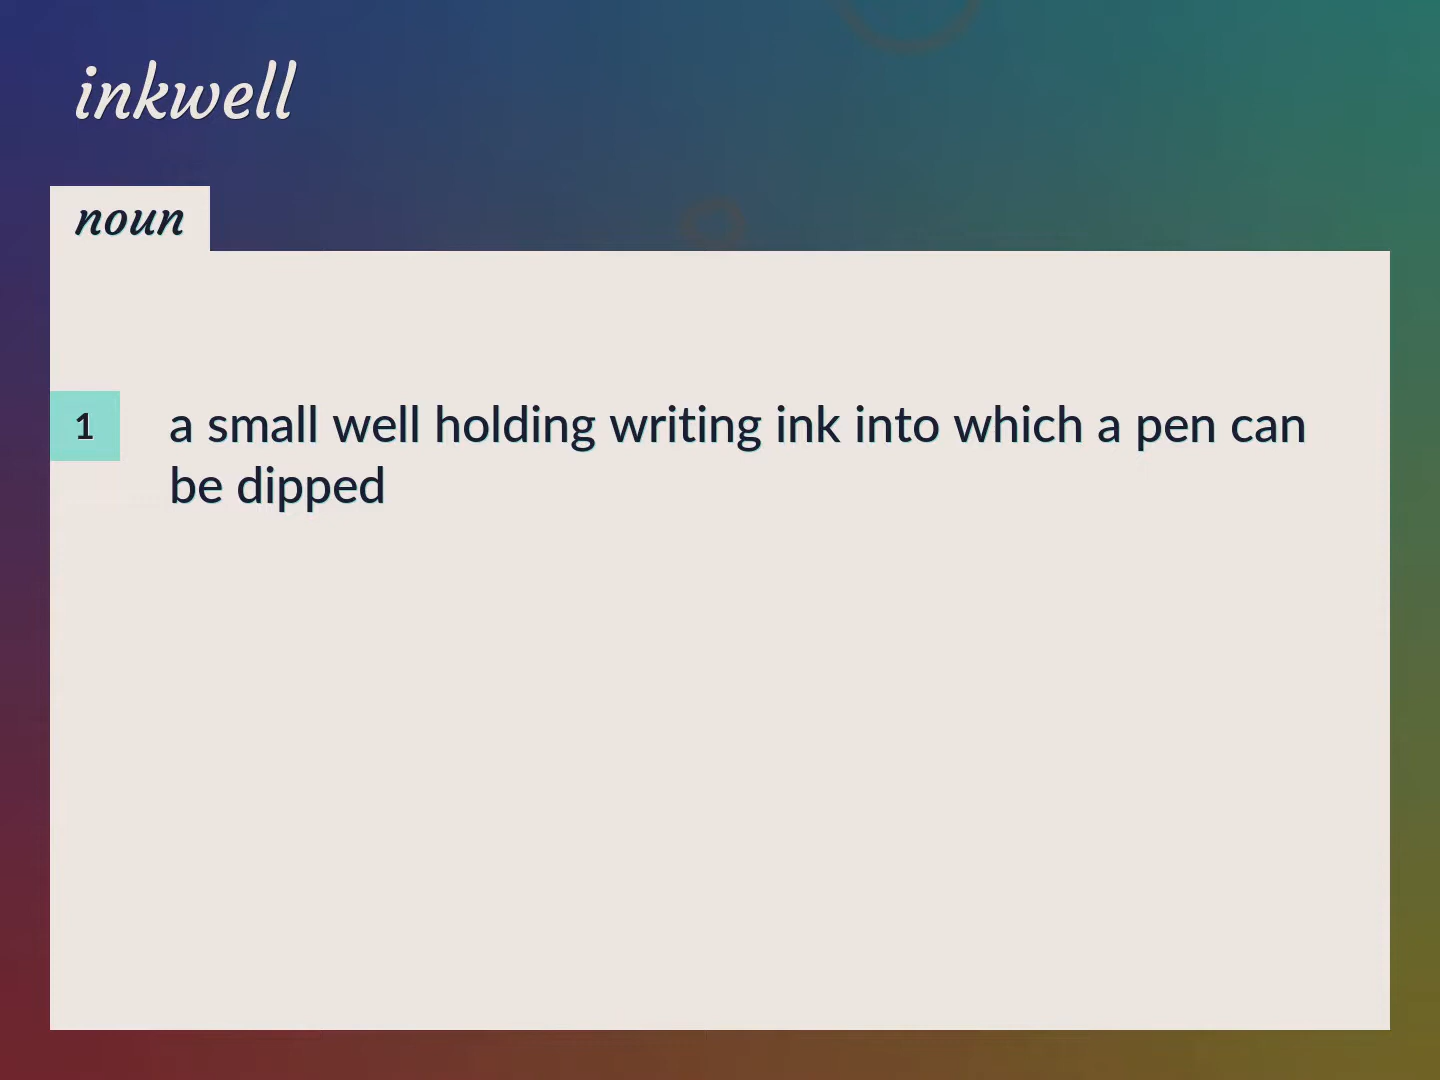 inkwell
noun
1 a small well holding writing ink into which a pen can
be dipped